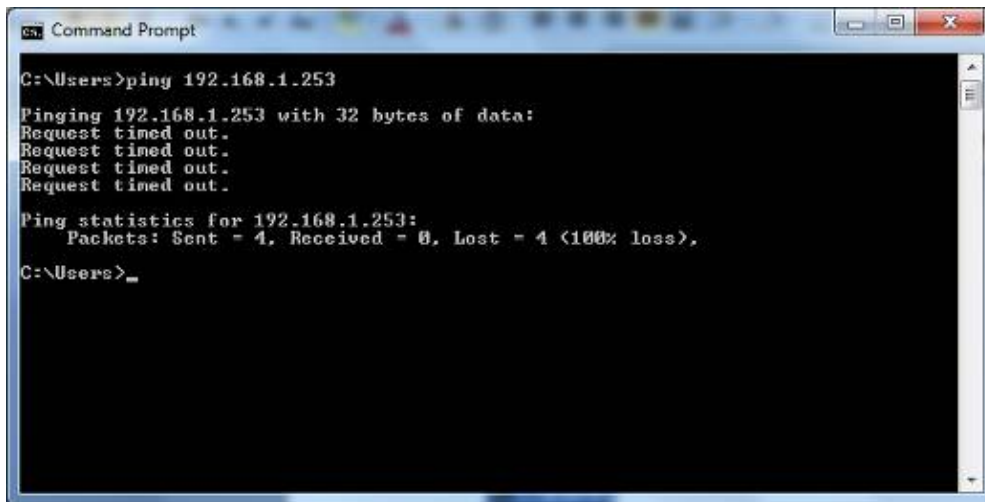 Command Prompt
C:\Users>ping 192.168.1.253
Pinging 192.168.1.253 with 32 bytes of data:
Request timed out.
Request timed out.
Request timed out.
Request timed out.
Ping statistics for 192.168.1.253:
Packets: Sent = 4, Received = 0, Lost = 4 (100% loss),
C:\Users>_